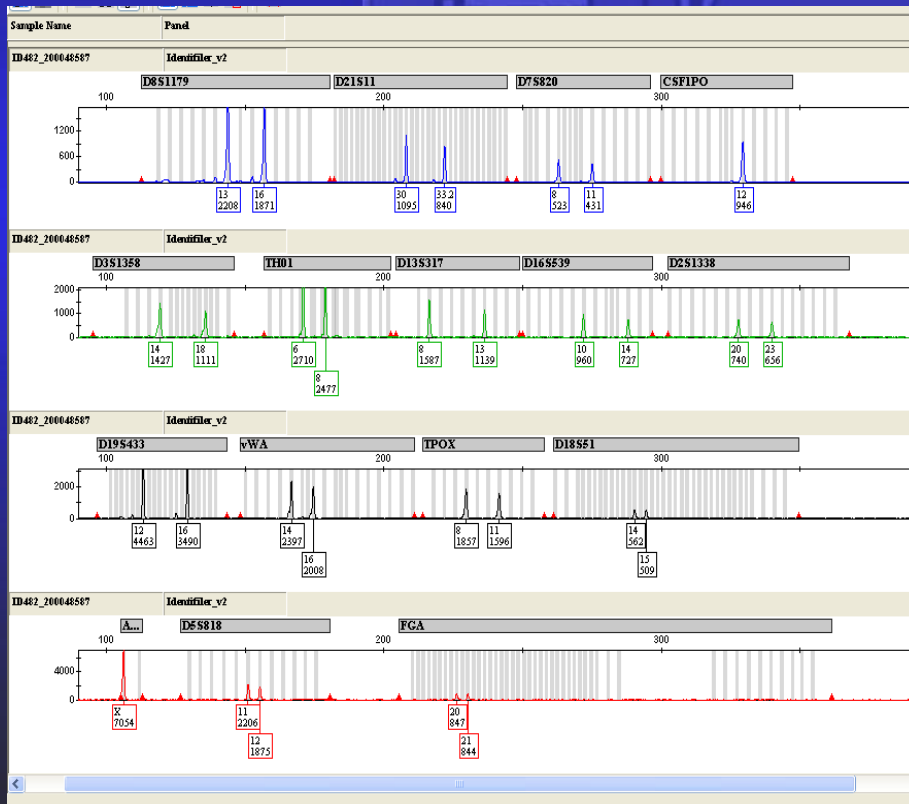 Sample Name Panel
ID482_200048587 Identifiler_v2
D8S1179 D21S11 D7S820 CSF1PO
100 200 300
1200
600
0
13 16 30 33.2 8 11 12
2208 1871 1095 840 523 431 946
ID482_200048587 Identifiler_v2
D3S1358 TH01 D13S317 D16S539 D2S1338
100 200 300
2000
1000
0
14 18 6 8 13 10 14 20 23
1427 1111 2710 1587 1139 960 727 740 656
8
2477
ID482_200048587 Identifiler_v2
D19S433 vWA TPOX D18S51
100 200 300
2000
0
12 16 14 8 11 14
4463 3490 2397 1857 1596 562
16 15
2008 509
ID482_200048587 Identifiler_v2
A... D5S818 FGA
100 200 300
4000
0
X 11 20
7054 2206 847
12 21
1875 844